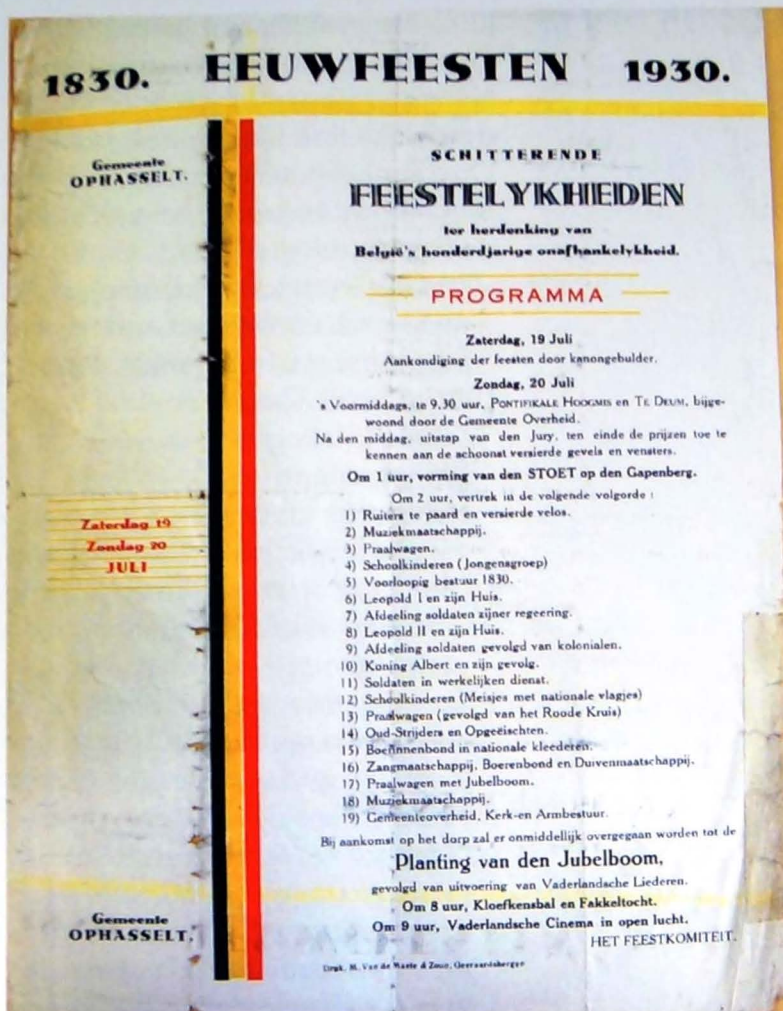 1830. EEUWFEESTEN 1930.
Gemeente
OPHASSELT.
SCHITTERENDE
FEESTELYKHEDEN
ter herdenking van
België's honderdjarige onafhankelykheid.
PROGRAMMA
Zaterdag, 19 Juli
Aankondiging der feesten door kanongebulder.
Zondag, 20 Juli
's Voormiddags, te 9,30 uur, PONTIFIKALE HOOGMIS en TE DEUM, bijge-
woond door de Gemeente Overheid.
Na den middag, uitstap van den Jury, ten einde de prijzen toe te
kennen aan de schoonst versierde gevels en vensters.
Om 1 uur, vorming van den STOET op den Gapenberg.
Om 2 uur, vertrek in de volgende volgorde :
1) Ruiters te paard en versierde velos.
2) Muziekmaatschappij.
3) Praalwagen.
4) Schoolkinderen (Jongensgroep)
5) Voorloopig bestuur 1830.
6) Leopold I en zijn Huis.
7) Afdeeling soldaten zijner regeering.
8) Leopold II en zijn Huis.
9) Afdeeling soldaten gevolgd van kolonialen.
10) Koning Albert en zijn gevolg.
11) Soldaten in werkelijken dienst.
12) Schoolkinderen (Meisjes met nationale vlagjes)
13) Praalwagen (gevolgd van het Roode Kruis)
14) Oud-Strijders en Opgeëischten.
15) Boerinnenbond in nationale kleederen.
16) Zangmaatschappij, Boerenbond en Duivenmaatschappij.
17) Praalwagen met Jubelboom.
18) Muziekmaatschappij.
19) Gemeenteoverheid, Kerk-en Armbestuur.
Bij aankomst op het dorp zal er onmiddellijk overgegaan worden tot de
Planting van den Jubelboom,
gevolgd van uitvoering van Vaderlandsche Liederen.
Om 8 uur, Kloefkensbal en Fakkeltocht.
Om 9 uur, Vaderlandsche Cinema in open lucht.
HET FEESTKOMITEIT.
Zaterdag 19
Zondag 20
JULI
Gemeente
OPHASSELT.
Druk. M. Van de Maele & Zoon, Geeraardsbergen